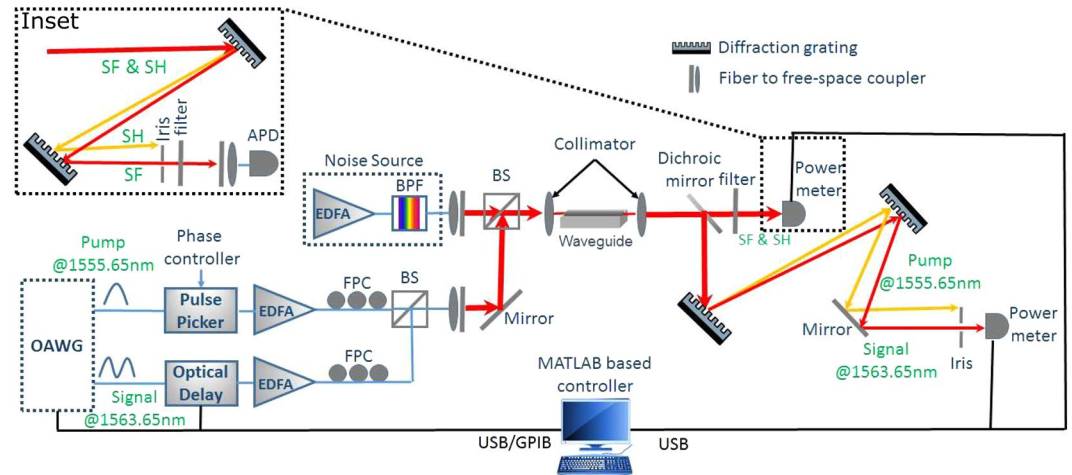 Inset
SF & SH
SH
SF
Iris
filter
APD
Diffraction grating
Fiber to free-space coupler
Noise Source
EDFA
BPF
BS
Collimator
Waveguide
Dichroic
mirror filter
SF & SH
Power
meter
Pump
@1555.65nm
Phase
controller
OAWG
Pulse
Picker
EDFA
FPC
BS
Mirror
Optical
Delay
EDFA
FPC
Signal
@1563.65nm
Pump
@1555.65nm
Mirror
Signal
@1563.65nm
Iris
Power
meter
MATLAB based
controller
USB/GPIB
USB